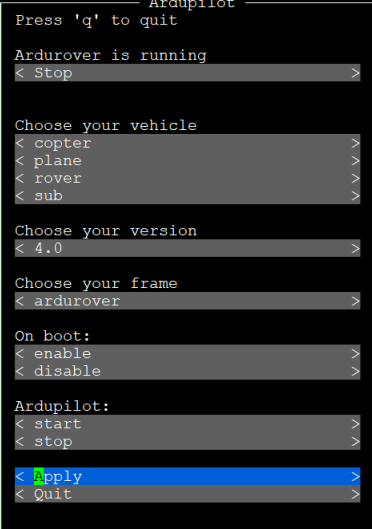 Ardupilot
Press 'q' to quit
Ardurover is running
< Stop >
Choose your vehicle
< copter >
< plane >
< rover >
< sub >
Choose your version
< 4.0 >
Choose your frame
< ardurover >
On boot:
< enable >
< disable >
Ardupilot:
< start >
< stop >
< Apply >
< Quit >